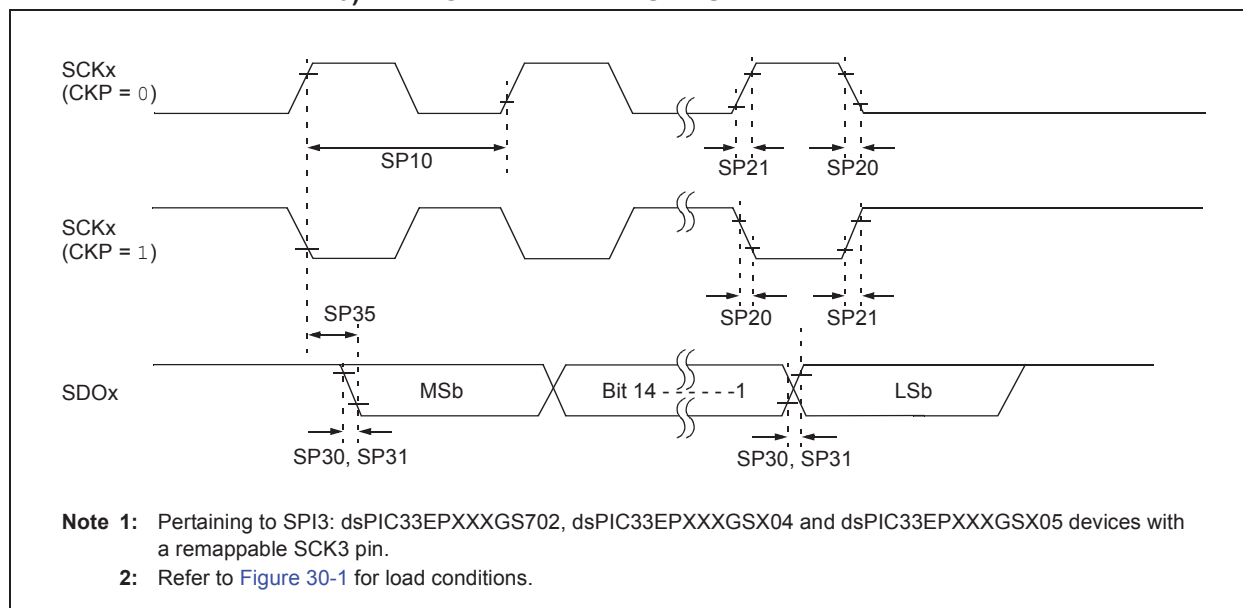 SCKx
(CKP = 0)
SP10
SP21
SP20
SCKx
(CKP = 1)
SP35
SP20
SP21
SDOx
MSb
Bit 14 - - - - - -1
LSb
SP30, SP31
SP30, SP31
Note 1: Pertaining to SPI3: dsPIC33EPXXXGS702, dsPIC33EPXXXGSX04 and dsPIC33EPXXXGSX05 devices with
a remappable SCK3 pin.
2: Refer to Figure 30-1 for load conditions.